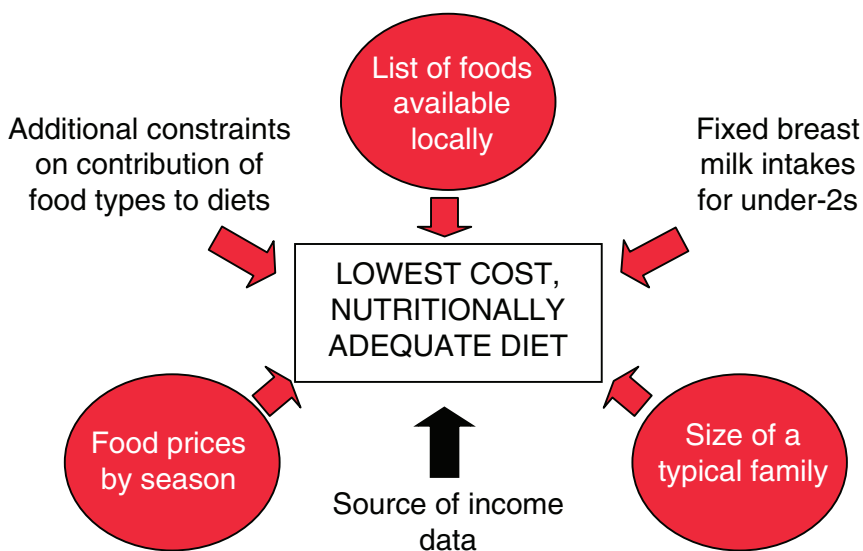 List of foods
available
locally
Additional constraints
on contribution of
food types to diets
Fixed breast
milk intakes
for under-2s
LOWEST COST,
NUTRITIONALLY
ADEQUATE DIET
Food prices
by season
Source of income
data
Size of a
typical family